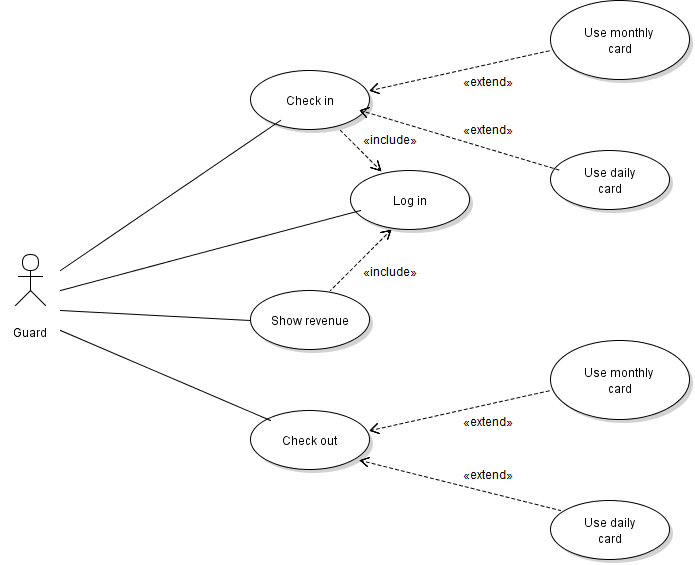 Use monthly
card
«extend»
Check in
«extend»
«include»
Use daily
card
Log in
«include»
Guard
Show revenue
Use monthly
card
«extend»
Check out
«extend»
Use daily
card